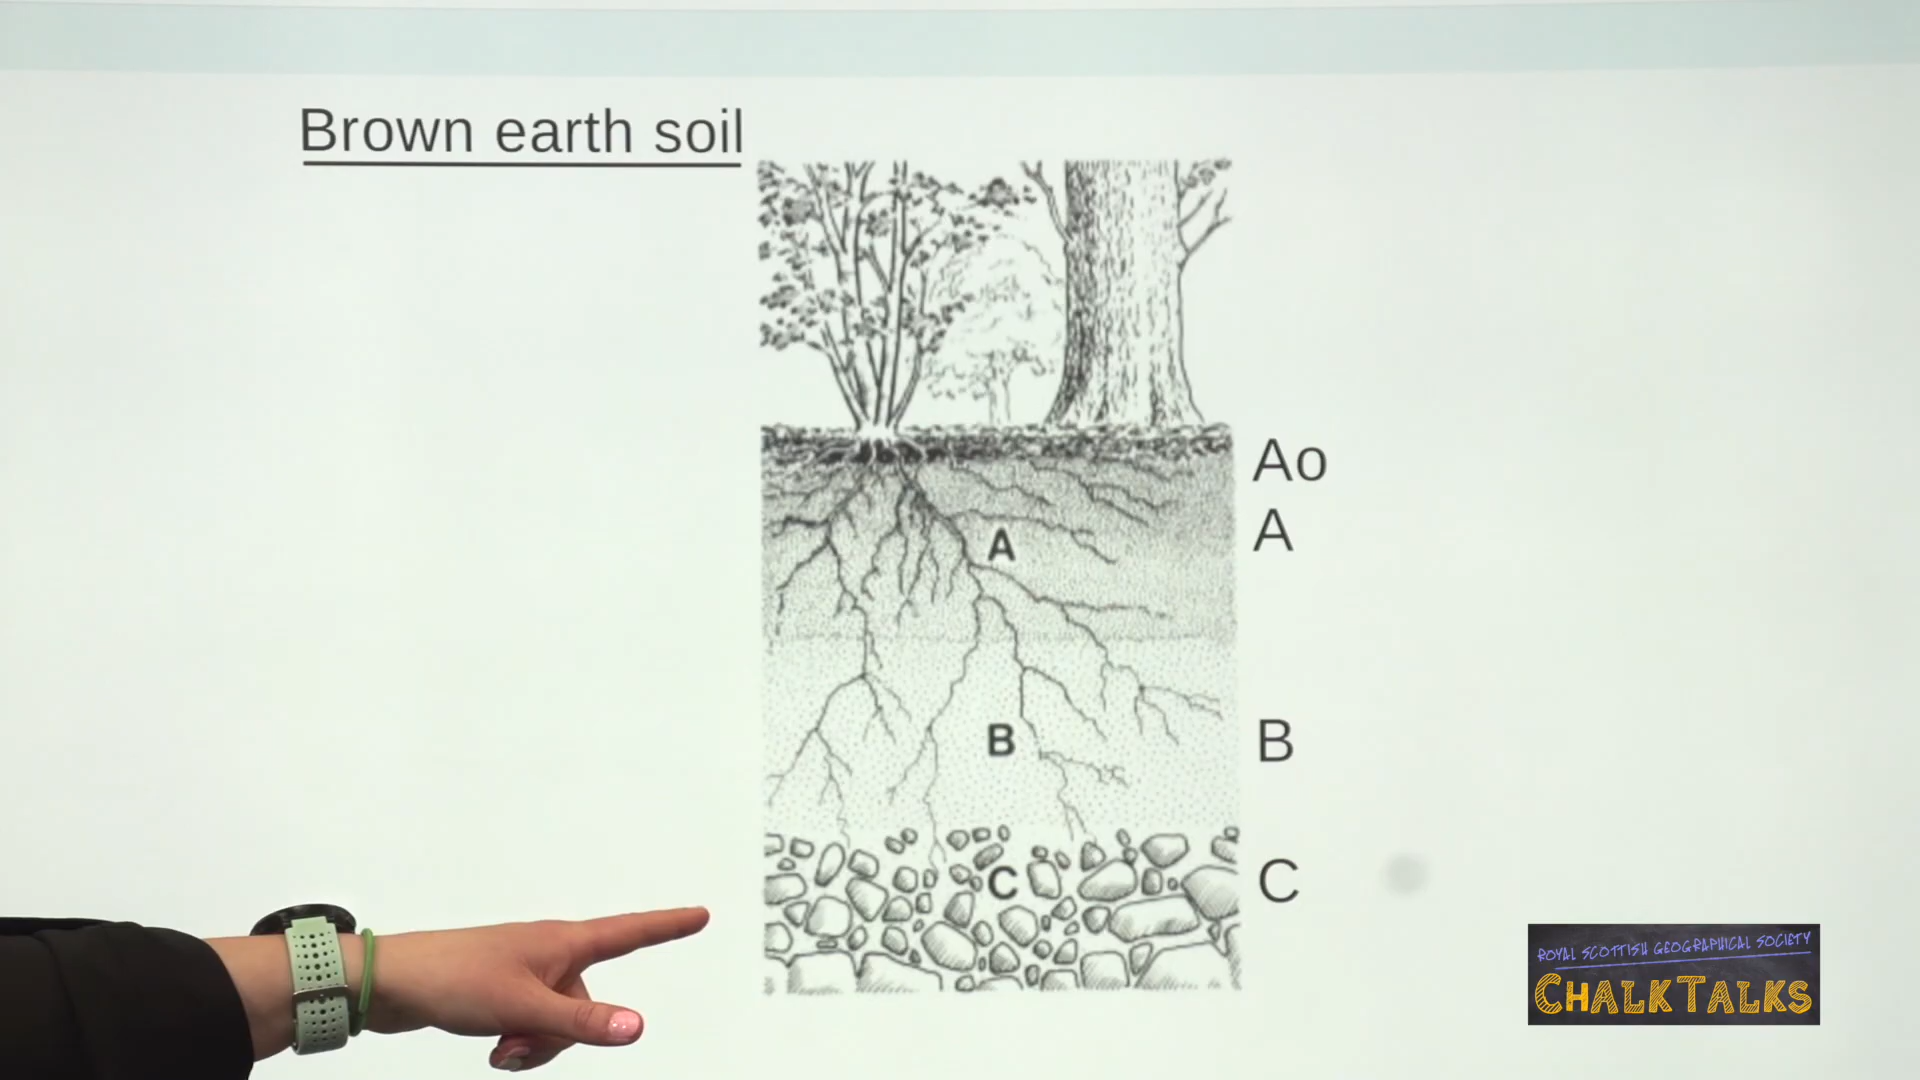 Brown earth soil
Ao
A
A
B
B
C
C
ROYAL SCOTTISH GEOGRAPHICAL SOCIETY
CHALKTALKS